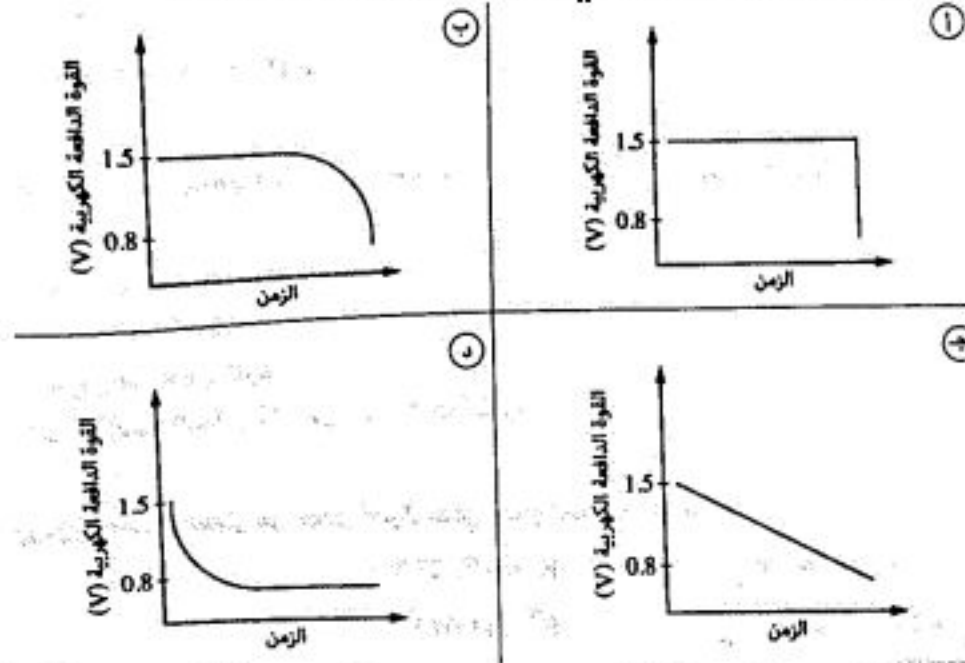 أ
القوة الدافعة الكهربية (V)
1.5
0.8
الزمن
ب
القوة الدافعة الكهربية (V)
1.5
0.8
الزمن
ج
القوة الدافعة الكهربية (V)
1.5
0.8
الزمن
د
القوة الدافعة الكهربية (V)
1.5
0.8
الزمن